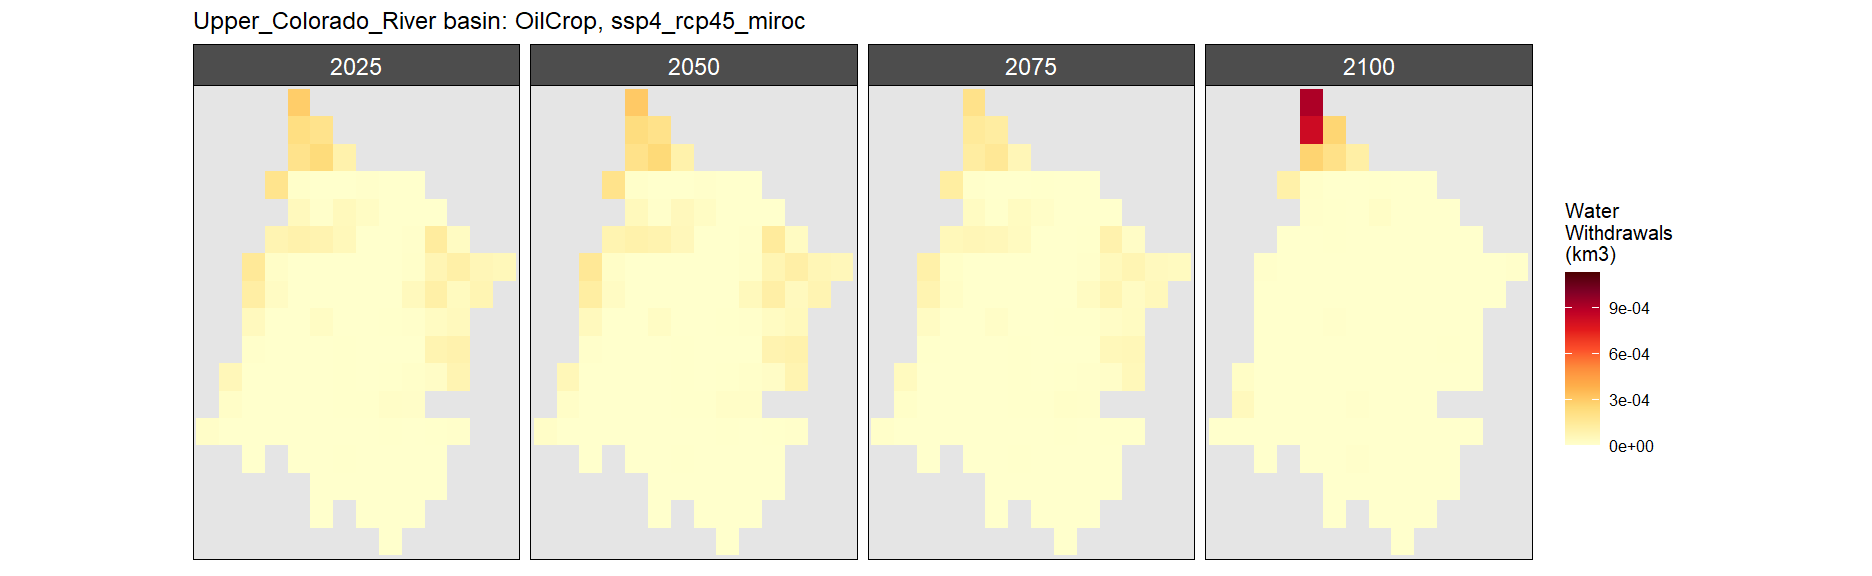 Upper_Colorado_River basin: OilCrop, ssp4_rcp45_miroc
2025
2050
2075
2100
Water
Withdrawals
(km3)
9e-04
6e-04
3e-04
0e+00